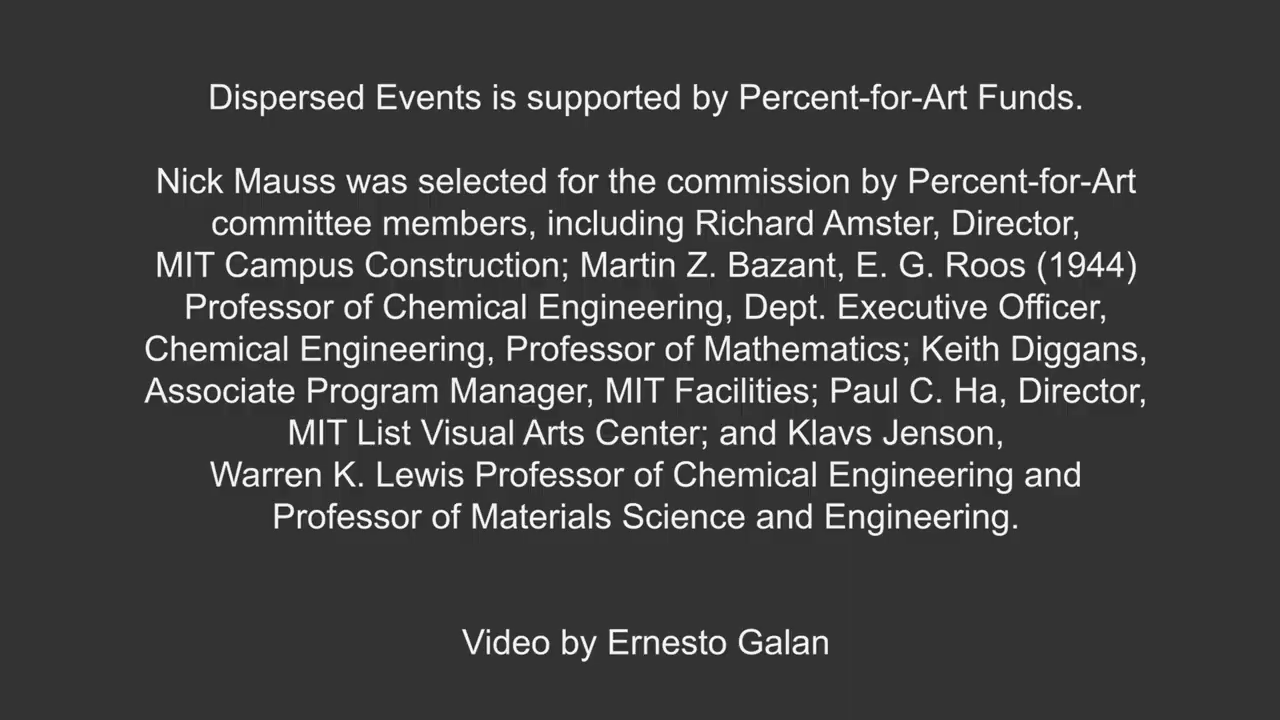 Dispersed Events is supported by Percent-for-Art Funds.
Nick Mauss was selected for the commission by Percent-for-Art
committee members, including Richard Amster, Director,
MIT Campus Construction; Martin Z. Bazant, E. G. Roos (1944)
Professor of Chemical Engineering, Dept. Executive Officer,
Chemical Engineering, Professor of Mathematics; Keith Diggans,
Associate Program Manager, MIT Facilities; Paul C. Ha, Director,
MIT List Visual Arts Center; and Klavs Jenson,
Warren K. Lewis Professor of Chemical Engineering and
Professor of Materials Science and Engineering.
Video by Ernesto Galan